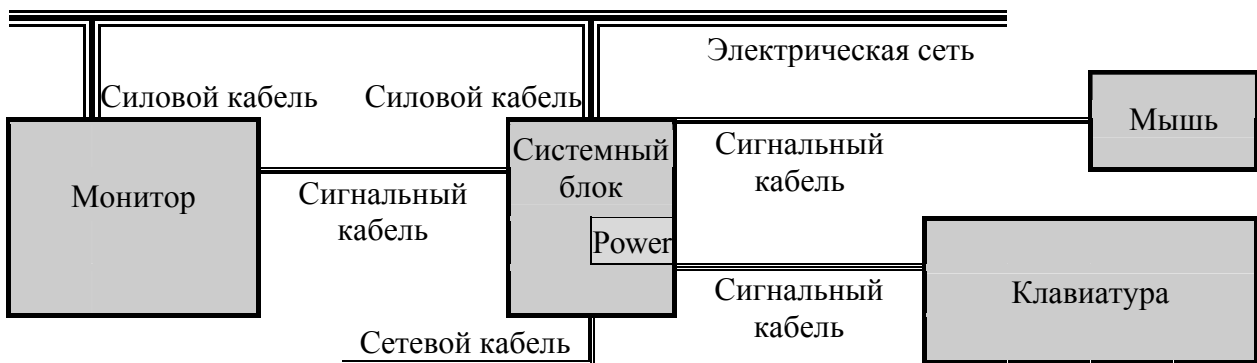 Электрическая сеть
Силовой кабель
Силовой кабель
Мышь
Системный
блок
Сигнальный
кабель
Монитор
Сигнальный
кабель
Power
Клавиатура
Сигнальный
кабель
Сетевой кабель